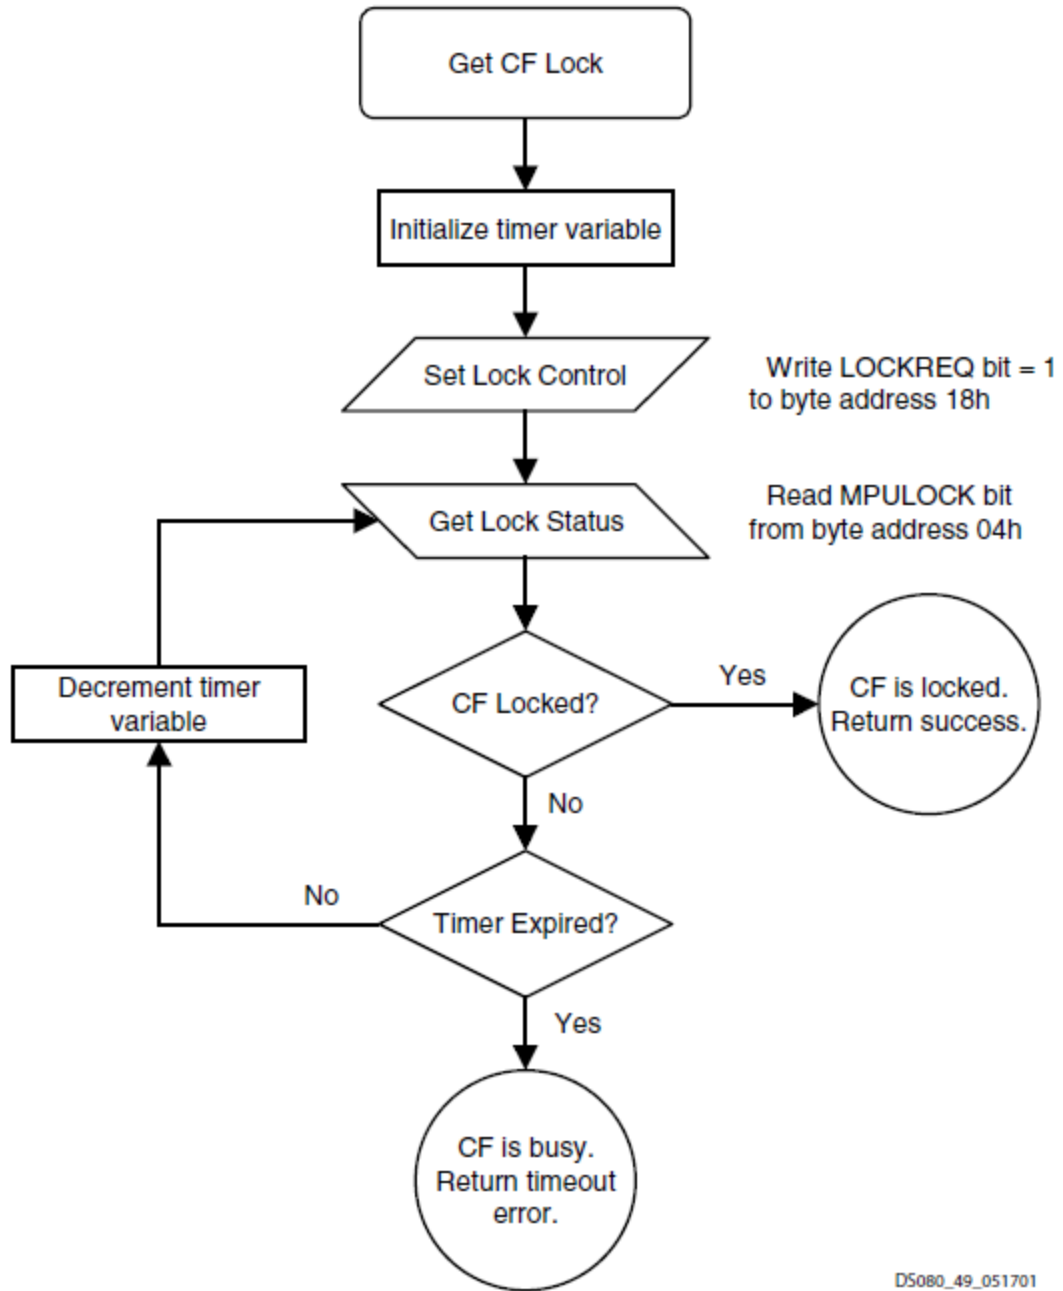 Get CF Lock
Initialize timer variable
Set Lock Control
Write LOCKREQ bit = 1
to byte address 18h
Get Lock Status
Read MPULOCK bit
from byte address 04h
Decrement timer
variable
CF Locked?
Yes
CF is locked.
Return success.
No
No
Timer Expired?
Yes
CF is busy.
Return timeout
error.
DS080_49_051701